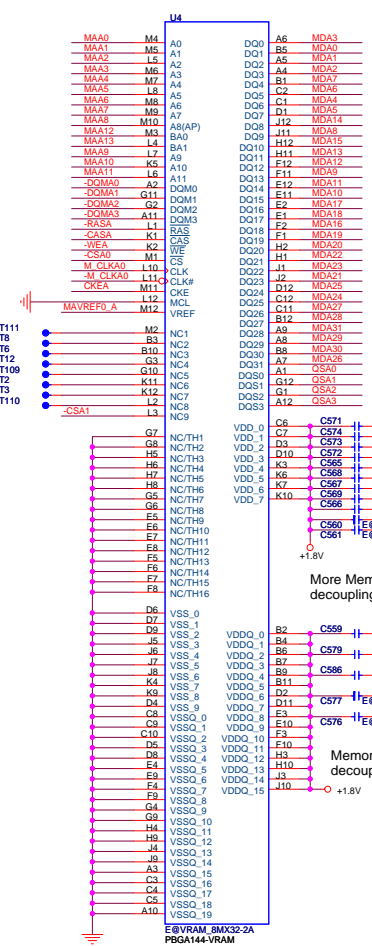 U4
MAA0 M4 A0 DQ0 A6 MDA3
MAA1 M5 A1 DQ1 B5 MDA0
MAA2 L5 A2 DQ2 A5 MDA1
MAA3 M6 A3 DQ3 A4 MDA2
MAA4 M7 A4 DQ4 B1 MDA7
MAA5 L8 A5 DQ5 C2 MDA6
MAA6 M8 A6 DQ6 C1 MDA4
MAA7 M9 A7 DQ7 D1 MDA5
MAA8 M10 A8(AP) DQ8 J12 MDA14
MAA12 M3 BA0 DQ9 J11 MDA8
MAA13 L4 BA1 DQ10 H12 MDA15
MAA9 L7 A9 DQ11 H11 MDA13
MAA10 K5 A10 DQ12 F12 MDA12
MAA11 L6 A11 DQ13 F11 MDA9
-DQMA0 A2 DQM0 DQ14 E12 MDA11
-DQMA1 G11 DQM1 DQ15 E11 MDA10
-DQMA2 G2 DQM2 DQ16 E2 MDA17
-DQMA3 A11 DQM3 DQ17 E1 MDA18
-RASA L1 RAS DQ18 F2 MDA16
-CASA K1 CAS DQ19 F1 MDA19
-WEA K2 WE DQ20 H2 MDA20
-CSA0 M1 CS DQ21 H1 MDA22
M_CLKA0 L10 CLK DQ22 J1 MDA23
-M_CLKA0 L11 CLK# DQ23 J2 MDA21
CKEA M11 CKE DQ24 D12 MDA25
L12 MCL DQ25 C12 MDA24
MAVREF0_A M12 VREF DQ26 C11 MDA27
DQ27 B12 MDA28
T111 M2 NC1 DQ28 A9 MDA31
T8 B3 NC2 DQ29 A8 MDA29
T6 B10 NC3 DQ30 B8 MDA30
T12 G3 NC4 DQ31 A7 MDA26
T109 G10 NC5 DQS0 A1 QSA0
T2 K11 NC6 DQS1 G12 QSA1
T3 K12 NC7 DQS2 G1 QSA2
T110 L2 NC8 DQS3 A12 QSA3
-CSA1 L3 NC9
VDD_0 C6 C571
G7 NC/TH1 VDD_1 C7 C574
G8 NC/TH2 VDD_2 D3 C573
H5 NC/TH3 VDD_3 D10 C572
H6 NC/TH4 VDD_4 K3 C565
H7 NC/TH5 VDD_5 K6 C568
H8 NC/TH6 VDD_6 K7 C567
G5 NC/TH7 VDD_7 K10 C569
G6 NC/TH8 C566
E5 NC/TH9
E6 NC/TH10 C560 E@
E7 NC/TH11 C561
E8 NC/TH12
F5 NC/TH13 +1.8V
F6 NC/TH14
F7 NC/TH15
F8 NC/TH16
More Mem
decoupling
D6 VSS_0
D7 VSS_1
D9 VSS_2 VDDQ_0 B2 C559
J5 VSS_3 VDDQ_1 B4
J6 VSS_4 VDDQ_2 B6 C579
J7 VSS_5 VDDQ_3 B7
J8 VSS_6 VDDQ_4 B9 C586
K4 VSS_7 VDDQ_5 B11
K9 VSS_8 VDDQ_6 D2
D4 VSS_9 VDDQ_7 D11 C577 E@
C8 VSSQ_0 VDDQ_8 E3
C9 VSSQ_1 VDDQ_9 E10 C576 E@
C10 VSSQ_2 VDDQ_10 F3
D5 VSSQ_3 VDDQ_11 F10
D8 VSSQ_4 VDDQ_12 H3
E4 VSSQ_5 VDDQ_13 H10
E9 VSSQ_6 VDDQ_14 J3
F4 VSSQ_7 VDDQ_15 J10 +1.8V
F9 VSSQ_8
G4 VSSQ_9
G9 VSSQ_10
H4 VSSQ_11
H9 VSSQ_12
J4 VSSQ_13
J9 VSSQ_14
A3 VSSQ_15
C3 VSSQ_16
C4 VSSQ_17
C5 VSSQ_18
A10 VSSQ_19
Memor
decoup
E@VRAM_8MX32-2A
PBGA144-VRAM